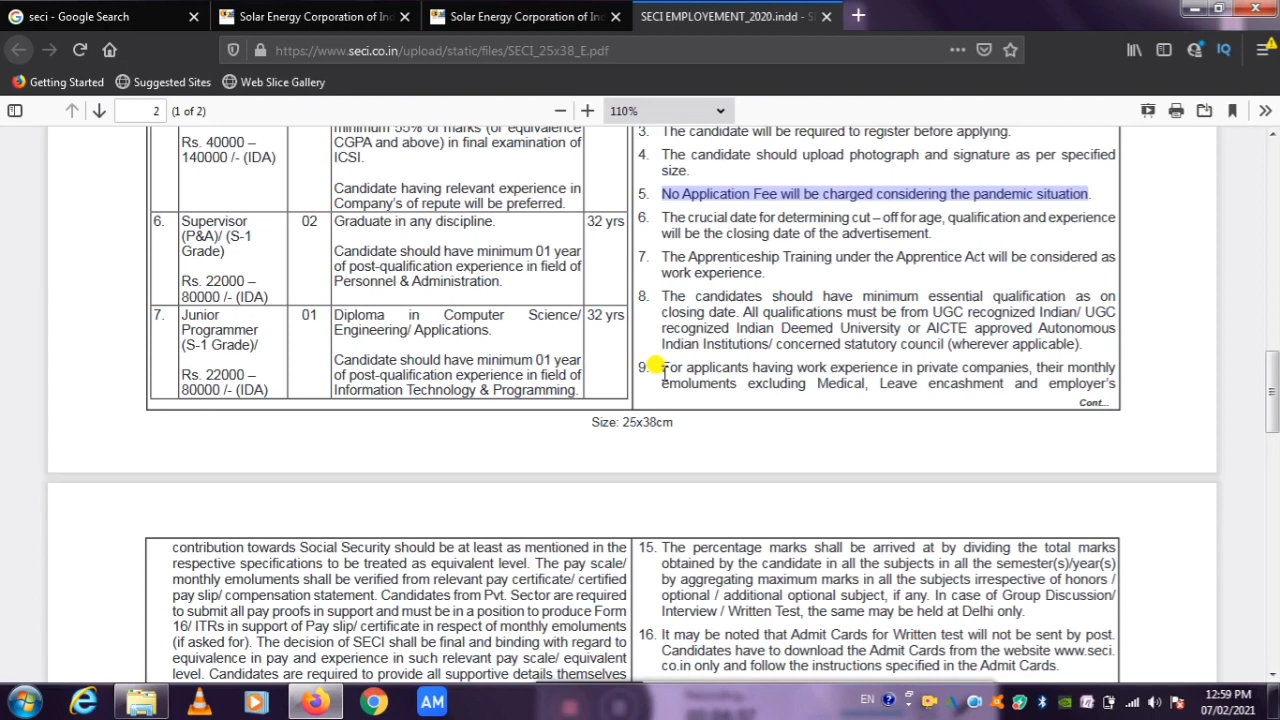 seci - Google Search
Solar Energy Corporation of In
Solar Energy Corporation of In
SECI EMPLOYEMENT_2020.indd - S
https://www.seci.co.in/upload/static/files/SECI_25x38_E.pdf
IQ
Getting Started
Suggested Sites
Web Slice Gallery
2
(1 of 2)
110%
minimum 55% of marks (or equivalence
Rs. 40000 –
CGPA and above) in final examination of
140000 /- (IDA)
ICSI.
Candidate having relevant experience in
Company's of repute will be preferred.
6.
Supervisor
(P&A)/ (S-1
Grade)
Rs. 22000 –
80000 /- (IDA)
02
Graduate in any discipline.
Candidate should have minimum 01 year
of post-qualification experience in field of
Personnel & Administration.
32 yrs
7.
Junior
Programmer
(S-1 Grade)/
Rs. 22000 –
80000 /- (IDA)
01
Diploma in Computer Science/
Engineering/ Applications.
Candidate should have minimum 01 year
of post-qualification experience in field of
Information Technology & Programming.
32 yrs
3. The candidate will be required to register before applying.
4. The candidate should upload photograph and signature as per specified
size.
5. No Application Fee will be charged considering the pandemic situation.
6. The crucial date for determining cut – off for age, qualification and experience
will be the closing date of the advertisement.
7. The Apprenticeship Training under the Apprentice Act will be considered as
work experience.
8. The candidates should have minimum essential qualification as on
closing date. All qualifications must be from UGC recognized Indian/ UGC
recognized Indian Deemed University or AICTE approved Autonomous
Indian Institutions/ concerned statutory council (wherever applicable).
9. For applicants having work experience in private companies, their monthly
emoluments excluding Medical, Leave encashment and employer's
Cont...
Size: 25x38cm
contribution towards Social Security should be at least as mentioned in the
respective specifications to be treated as equivalent level. The pay scale/
monthly emoluments shall be verified from relevant pay certificate/ certified
pay slip/ compensation statement. Candidates from Pvt. Sector are required
to submit all pay proofs in support and must be in a position to produce Form
16/ ITRs in support of Pay slip/ certificate in respect of monthly emoluments
(if asked for). The decision of SECI shall be final and binding with regard to
equivalence in pay and experience in such relevant pay scale/ equivalent
level. Candidates are required to provide all supportive details themselves
15. The percentage marks shall be arrived at by dividing the total marks
obtained by the candidate in all the subjects in all the semester(s)/year(s)
by aggregating maximum marks in all the subjects irrespective of honors /
optional / additional optional subject, if any. In case of Group Discussion/
Interview / Written Test, the same may be held at Delhi only.
16. It may be noted that Admit Cards for Written test will not be sent by post.
Candidates have to download the Admit Cards from the website www.seci.
co.in only and follow the instructions specified in the Admit Cards.
AM
EN
12:59 PM
07/02/2021